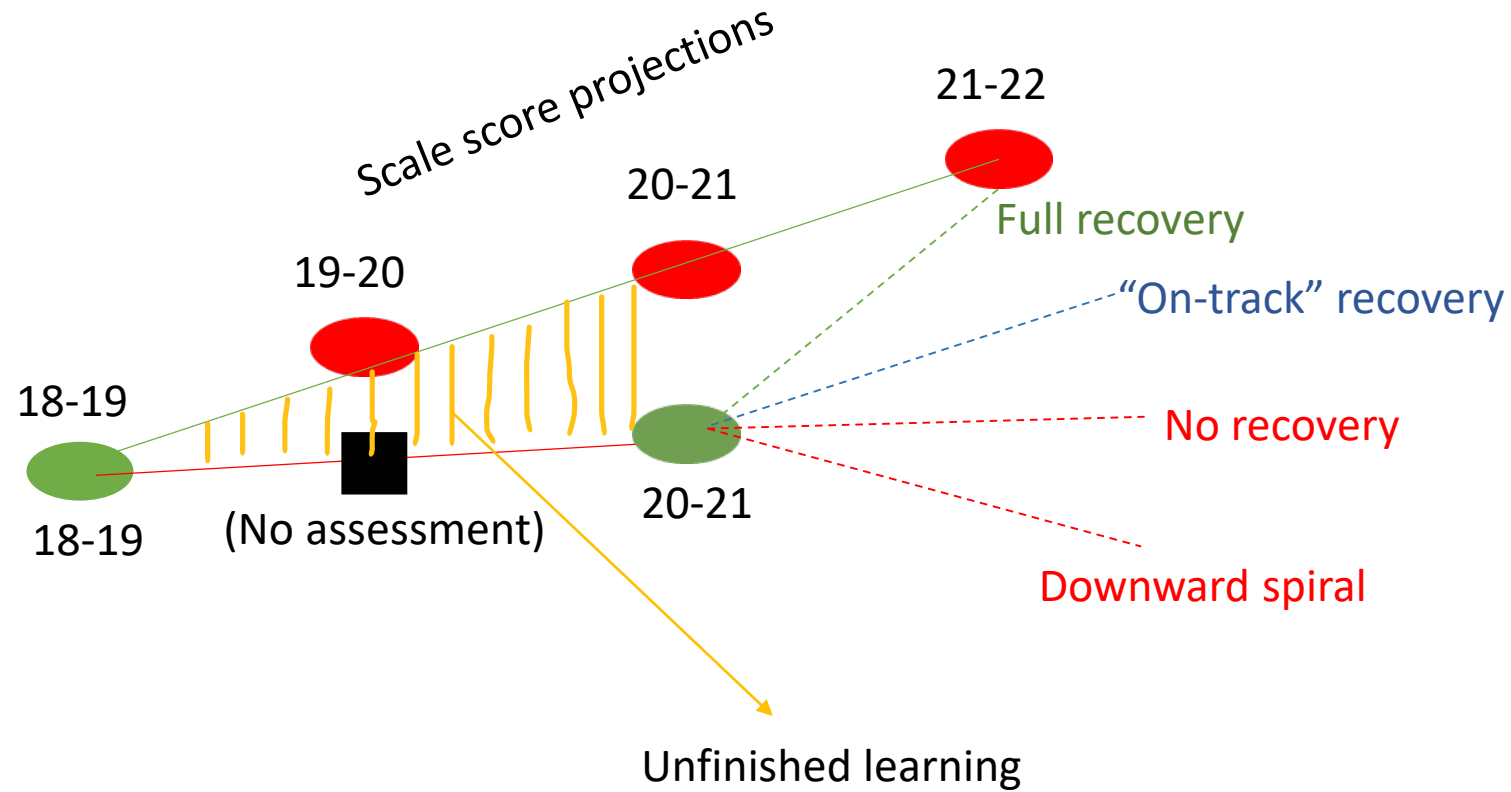 Scale score projections
21-22
20-21
Full recovery
19-20
“On-track” recovery
18-19
No recovery
20-21
18-19
(No assessment)
Downward spiral
Unfinished learning